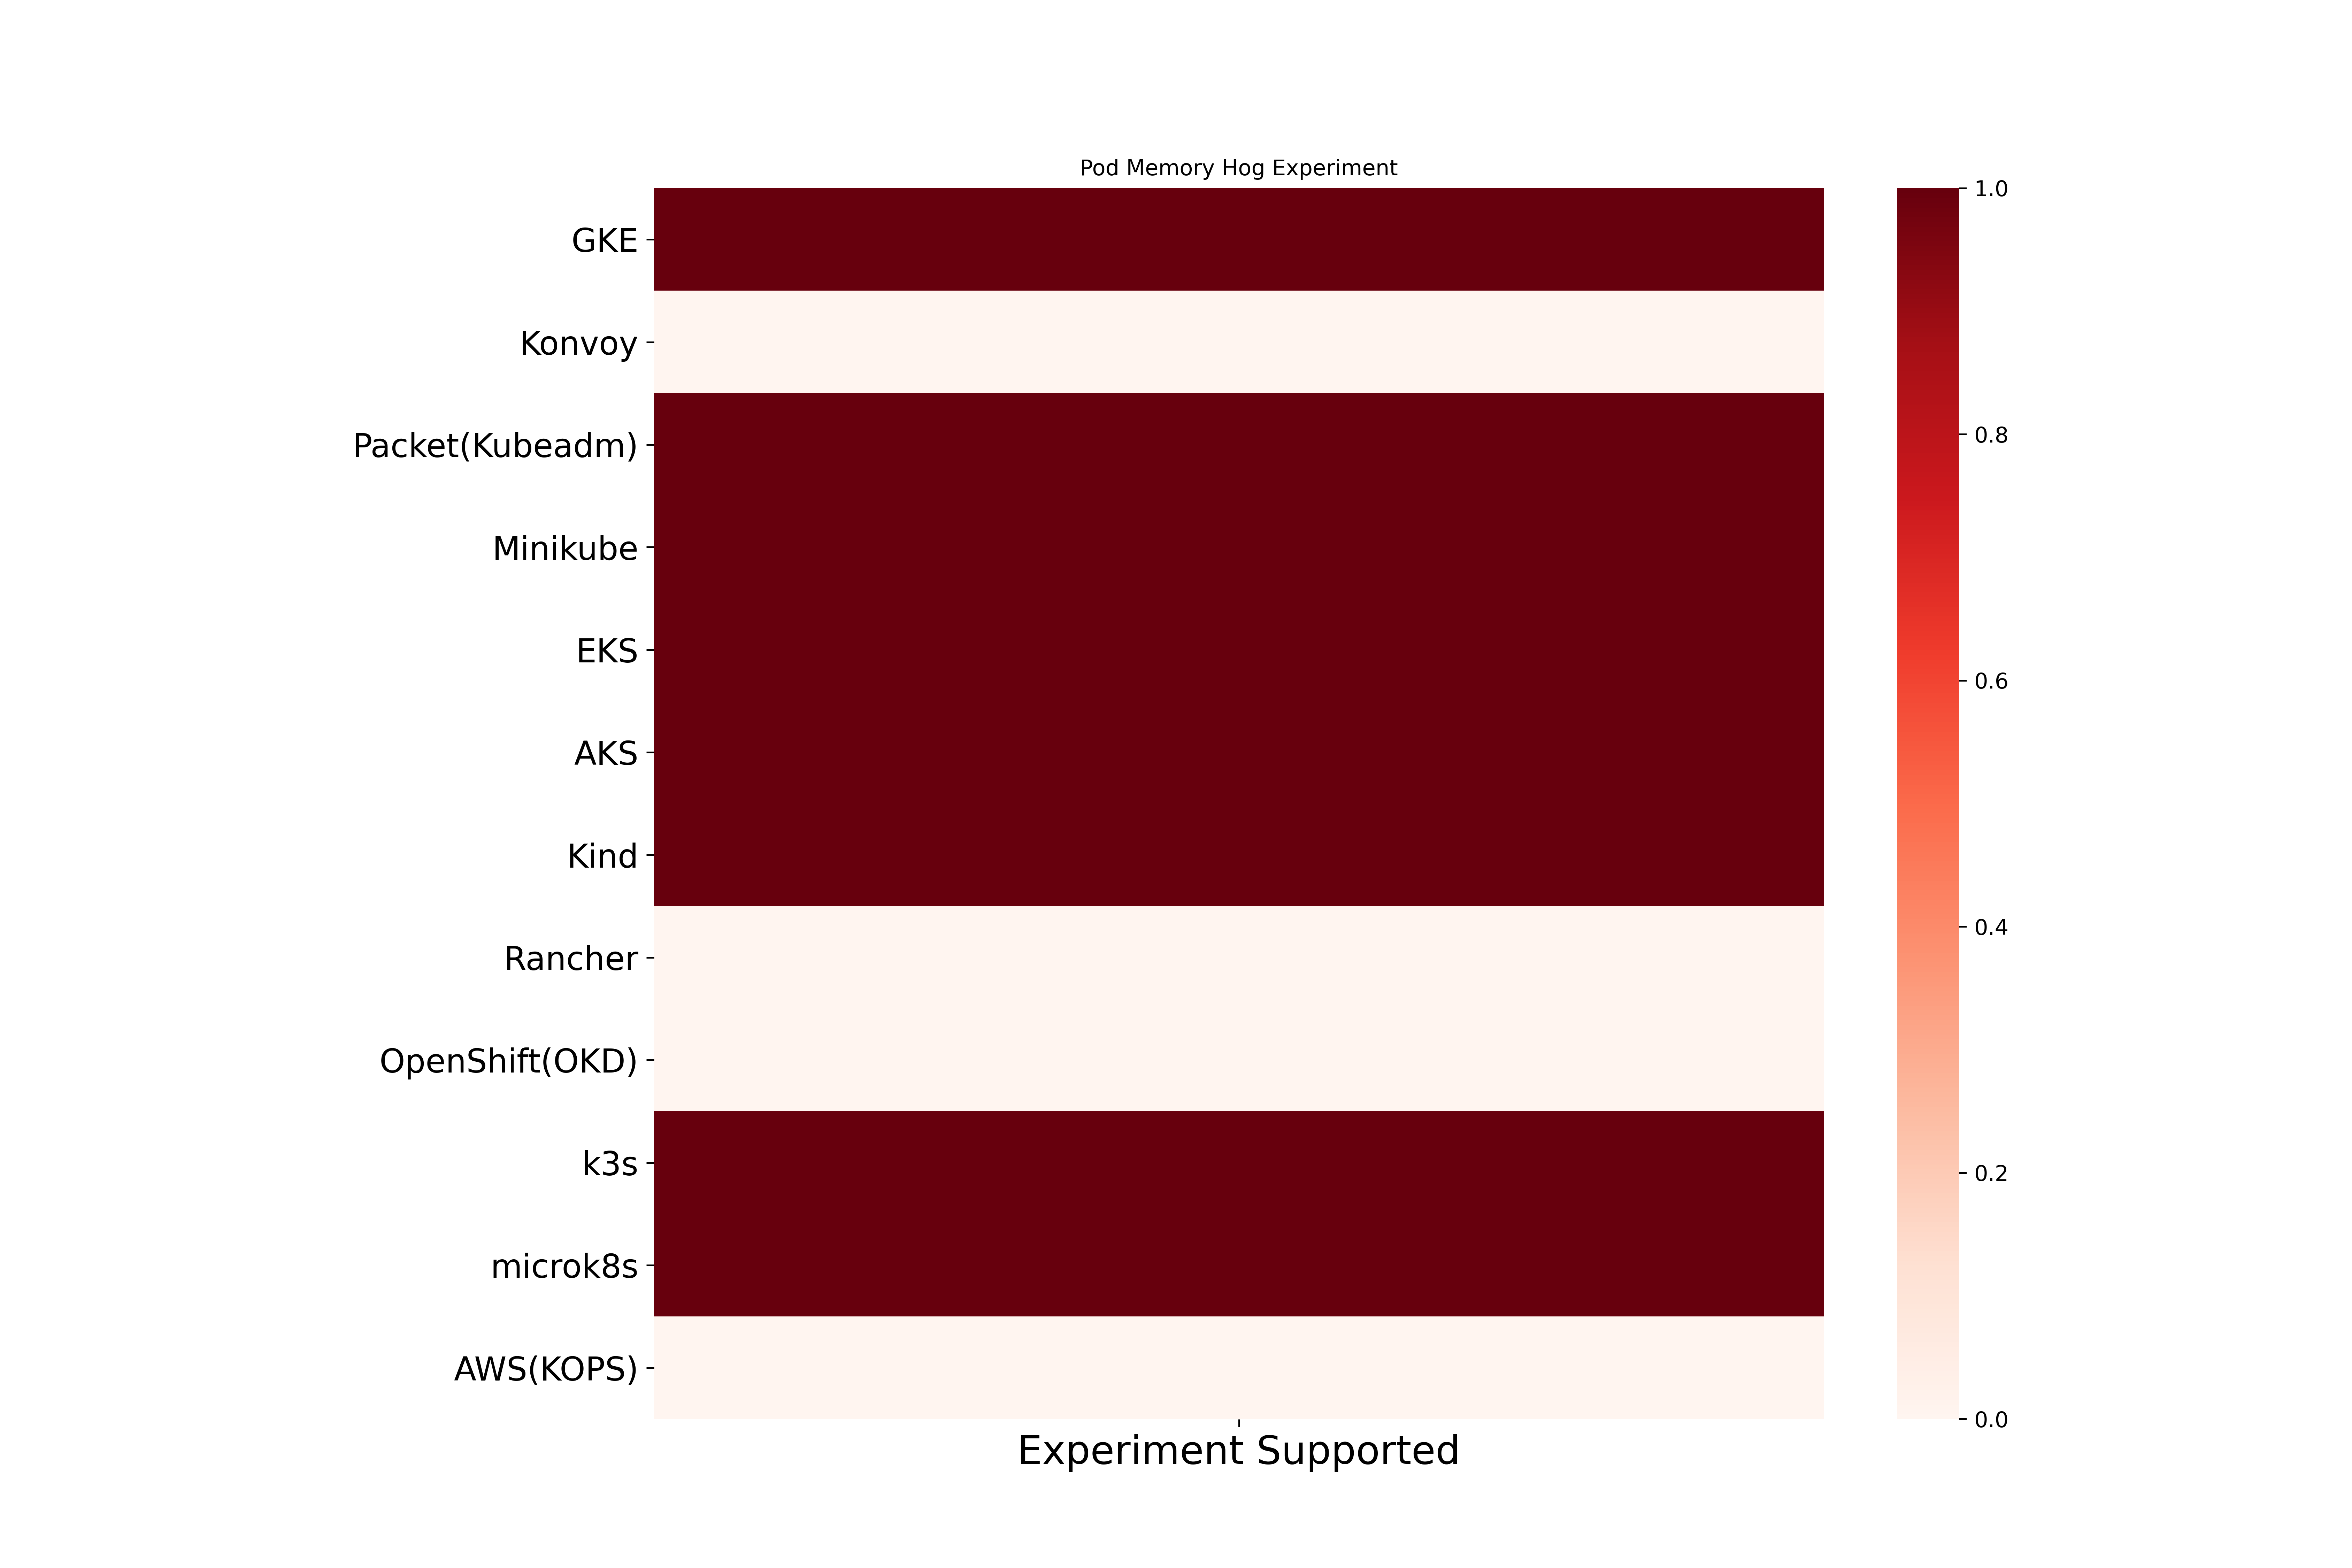 Pod Memory Hog Experiment
GKE
Konvoy
Packet(Kubeadm)
Minikube
EKS
AKS
Kind
Rancher
OpenShift(OKD)
k3s
microk8s
AWS(KOPS)
Experiment Supported
1.0
0.8
0.6
0.4
0.2
0.0